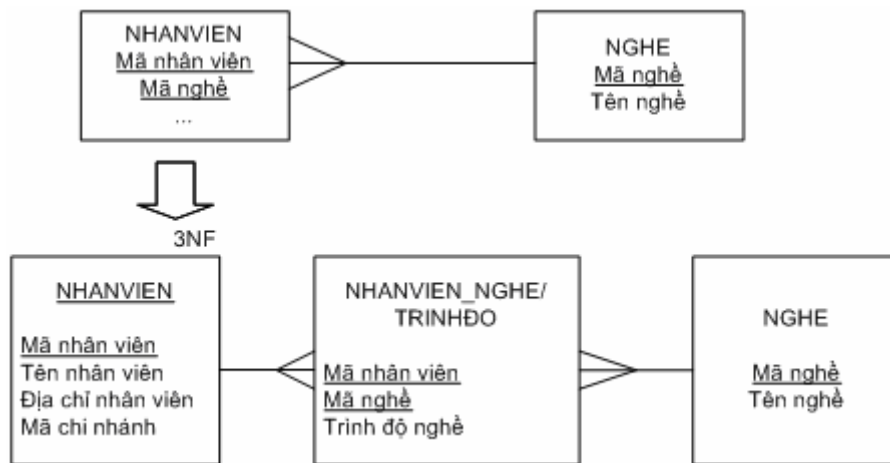 NHANVIEN
Mã nhân viên
Mã nghề
...
NGHE
Mã nghề
Tên nghề
3NF
NHANVIEN
Mã nhân viên
Tên nhân viên
Địa chỉ nhân viên
Mã chi nhánh
NHANVIEN_NGHE/
TRINHĐO
Mã nhân viên
Mã nghề
Trình độ nghề
NGHE
Mã nghề
Tên nghề